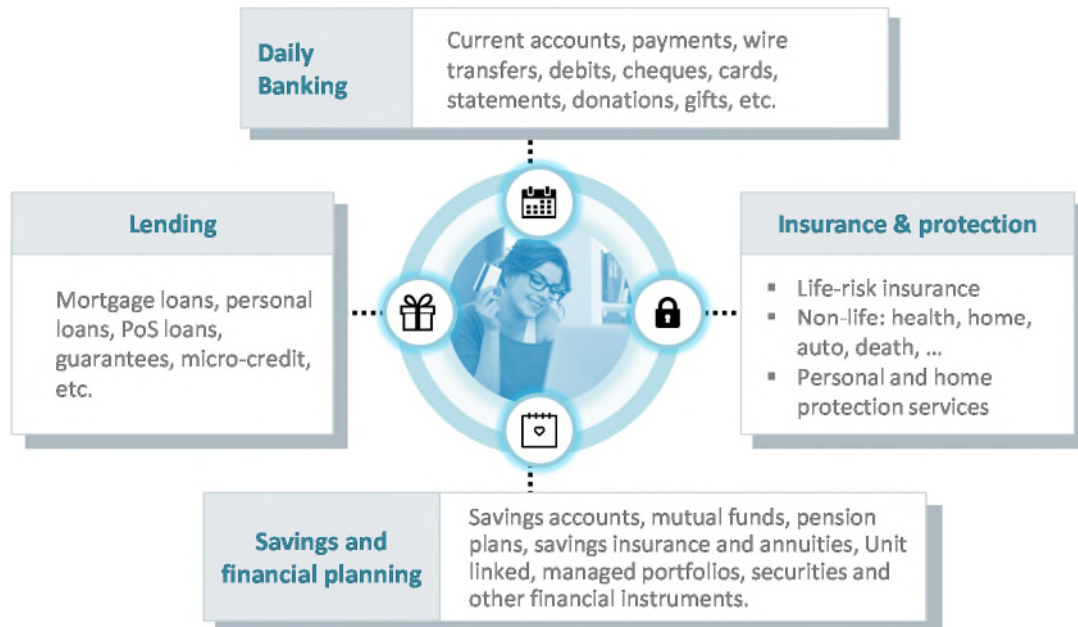 Daily
Banking
Current accounts, payments, wire
transfers, debits, cheques, cards,
statements, donations, gifts, etc.
Lending
Mortgage loans, personal
loans, PoS loans,
guarantees, micro-credit,
etc.
Insurance & protection
▪ Life-risk insurance
▪ Non-life: health, home,
auto, death, ...
▪ Personal and home
protection services
Savings and
financial planning
Savings accounts, mutual funds, pension
plans, savings insurance and annuities, Unit
linked, managed portfolios, securities and
other financial instruments.